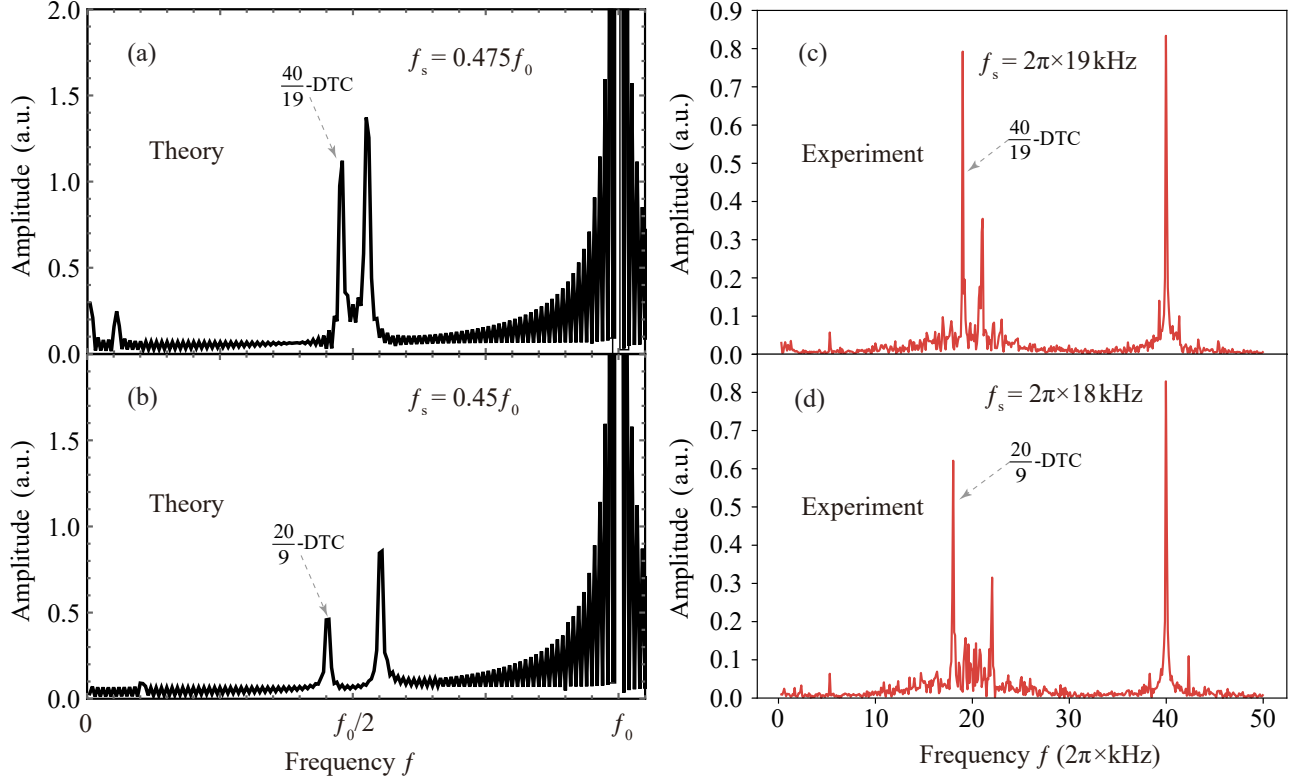 (a)
f_s = 0.475f_0
40/19-DTC
Theory
Amplitude (a.u.)
2.0
1.5
1.0
0.5
0.0
(b)
f_s = 0.45f_0
Theory
20/9-DTC
Amplitude (a.u.)
1.5
1.0
0.5
0.0
0
f_0/2
f_0
Frequency f
(c)
f_s = 2π×19kHz
40/19-DTC
Experiment
Amplitude (a.u.)
0.9
0.8
0.7
0.6
0.5
0.4
0.3
0.2
0.1
0.0
(d)
f_s = 2π×18kHz
20/9-DTC
Experiment
Amplitude (a.u.)
0.8
0.7
0.6
0.5
0.4
0.3
0.2
0.1
0.0
0
10
20
30
40
50
Frequency f (2π×kHz)